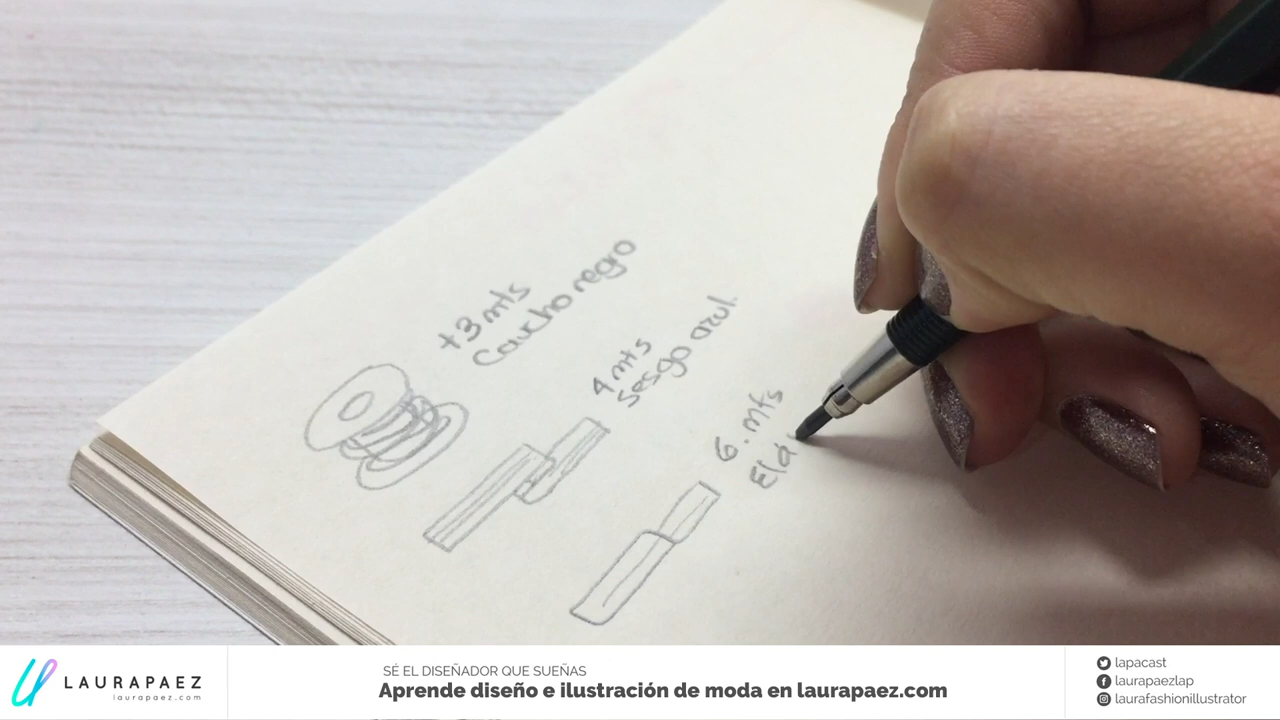 +3 mts
Caucho negro
4 mts
sesgo azul.
6. mts
Elá
LAURAPAEZ
laurapaez.com
SÉ EL DISEÑADOR QUE SUEÑAS
Aprende diseño e ilustración de moda en laurapaez.com
lapacast
laurapaezlap
laurafashionillustrator